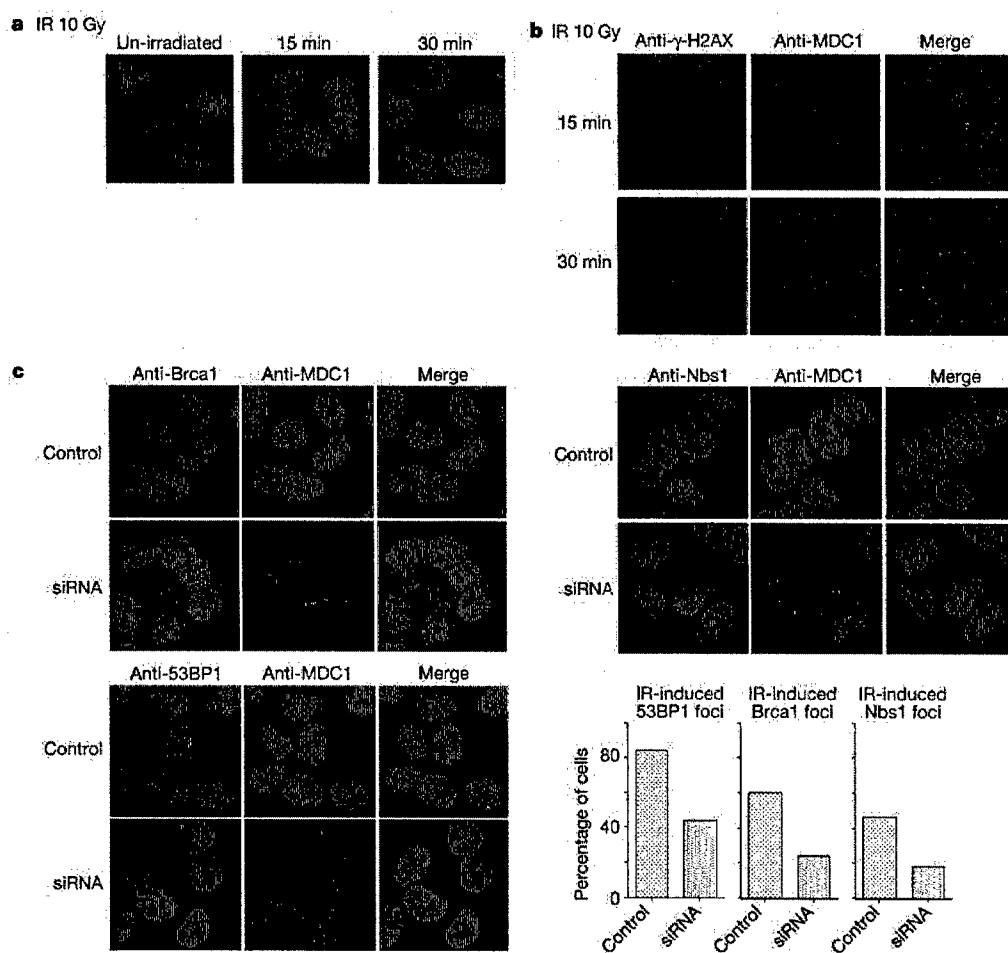 a IR 10 Gy
Un-irradiated 15 min 30 min
b IR 10 Gy
Anti-γ-H2AX Anti-MDC1 Merge
15 min
30 min
c
Anti-Brca1 Anti-MDC1 Merge
Control
siRNA
Anti-Nbs1 Anti-MDC1 Merge
Control
siRNA
Anti-53BP1 Anti-MDC1 Merge
Control
siRNA
IR-induced 53BP1 foci
IR-induced Brca1 foci
IR-induced Nbs1 foci
Percentage of cells
80
40
0
Control siRNA Control siRNA Control siRNA